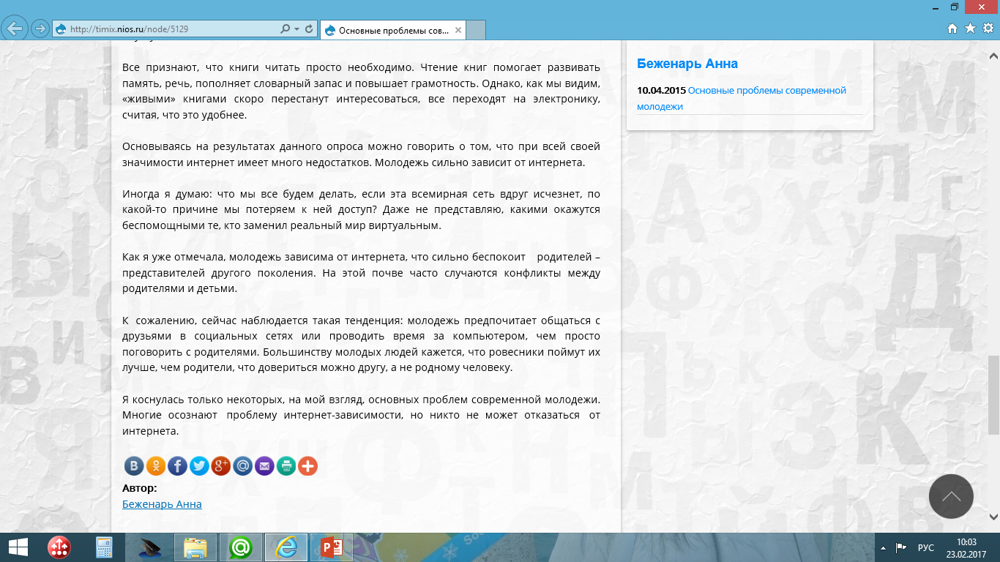 http://timix.nios.ru/node/5129
Основные проблемы сов...
Все признают, что книги читать просто необходимо. Чтение книг помогает развивать
память, речь, пополняет словарный запас и повышает грамотность. Однако, как мы видим,
«живыми» книгами скоро перестанут интересоваться, все переходят на электронику,
считая, что это удобнее.
Основываясь на результатах данного опроса можно говорить о том, что при всей своей
значимости интернет имеет много недостатков. Молодежь сильно зависит от интернета.
Иногда я думаю: что мы все будем делать, если эта всемирная сеть вдруг исчезнет, по
какой-то причине мы потеряем к ней доступ? Даже не представляю, какими окажутся
беспомощными те, кто заменил реальный мир виртуальным.
Как я уже отмечала, молодежь зависима от интернета, что сильно беспокоит родителей –
представителей другого поколения. На этой почве часто случаются конфликты между
родителями и детьми.
К сожалению, сейчас наблюдается такая тенденция: молодежь предпочитает общаться с
друзьями в социальных сетях или проводить время за компьютером, чем просто
поговорить с родителями. Большинству молодых людей кажется, что ровесники поймут их
лучше, чем родители, что довериться можно другу, а не родному человеку.
Я коснулась только некоторых, на мой взгляд, основных проблем современной молодежи.
Многие осознают проблему интернет-зависимости, но никто не может отказаться от
интернета.
Автор:
Беженарь Анна
Беженарь Анна
10.04.2015 Основные проблемы современной
молодежи
РУС
10:03
23.02.2017